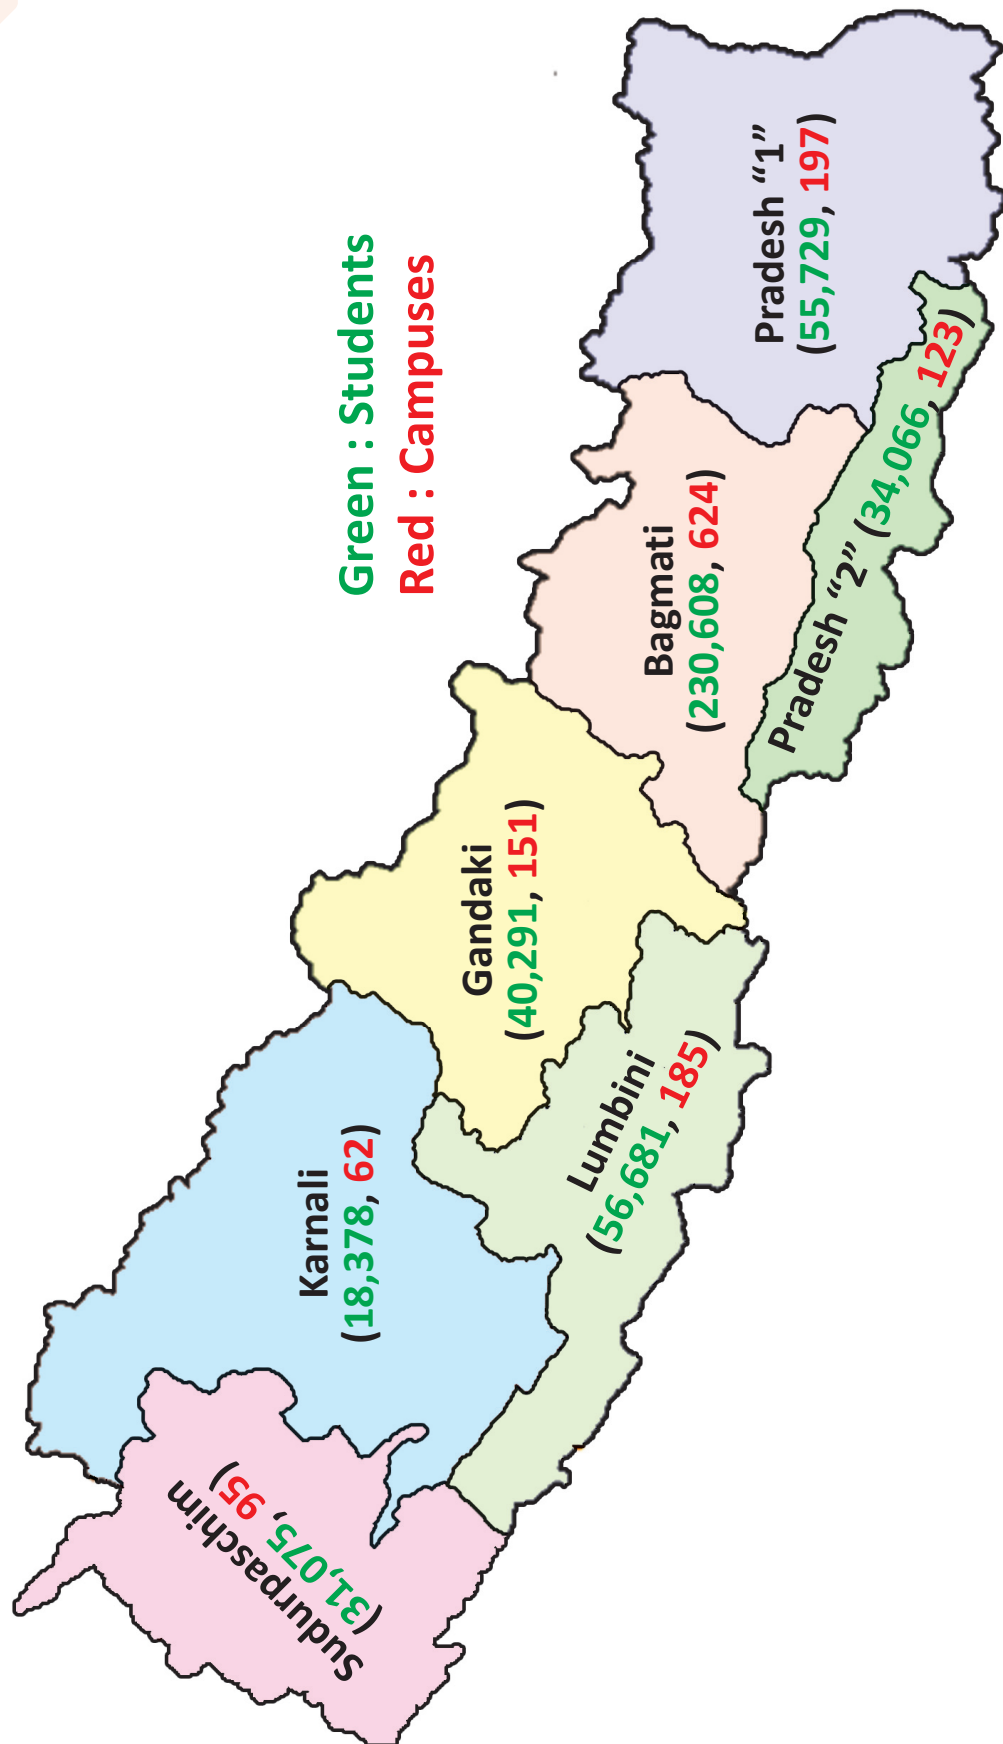 Green : Students
Red : Campuses
Sudurpaschim
(31,075, 95)
Karnali
(18,378, 62)
Gandaki
(40,291, 151)
Lumbini
(56,681, 185)
Bagmati
(230,608, 624)
Pradesh “2” (34,066, 123)
Pradesh “1”
(55,729, 197)